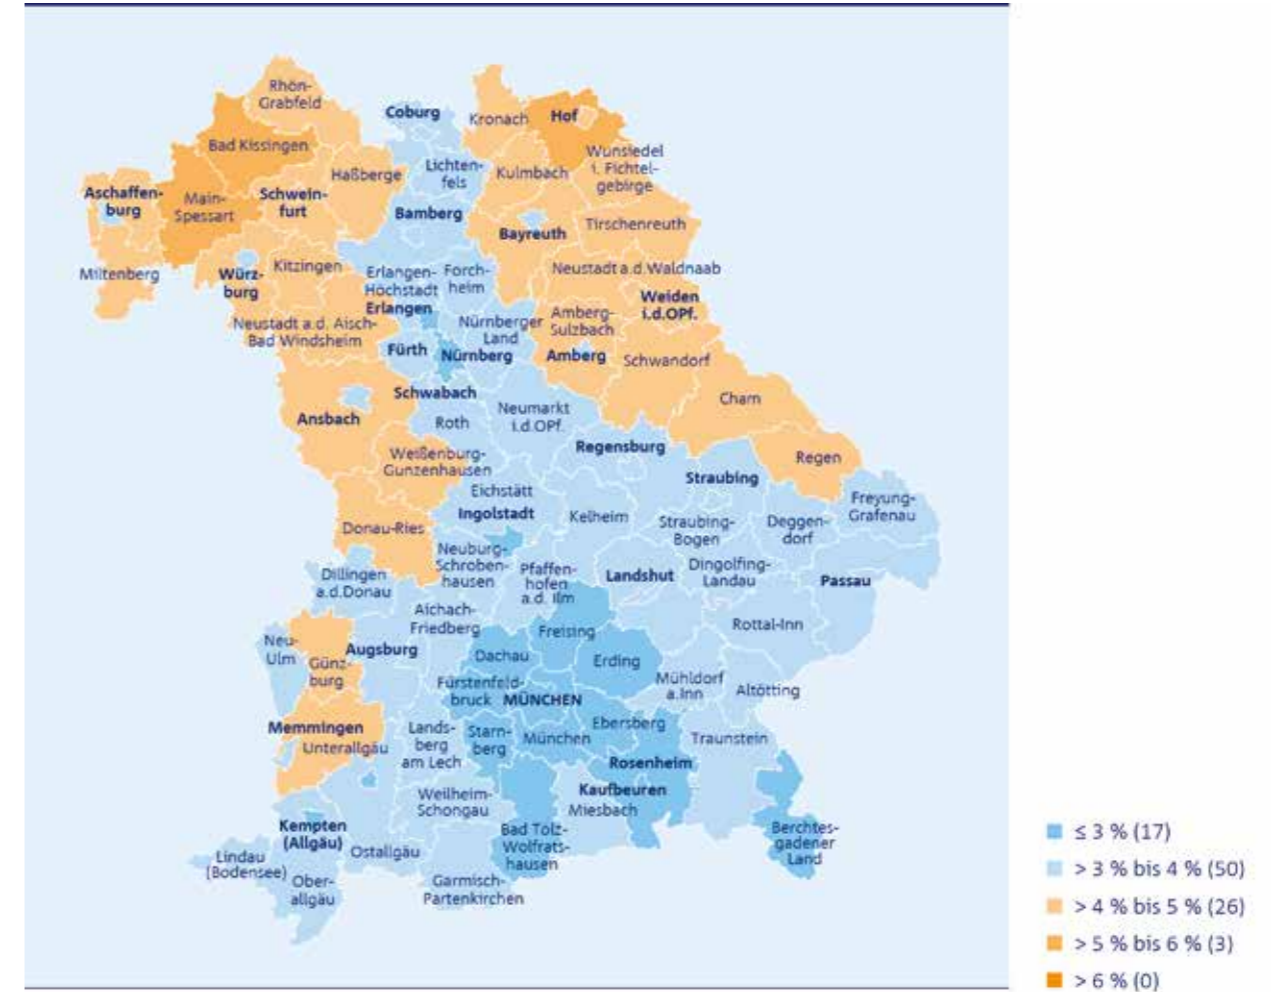 Rhön-
Grabfeld
Coburg
Kronach
Hof
Bad Kissingen
Wunsiedel
i. Fichtel-
gebirge
Haßberge
Lichten-
fels
Kulmbach
Aschaffen-
burg
Main-
Spessart
Schwein-
furt
Bamberg
Bayreuth
Tirschenreuth
Miltenberg
Würz-
burg
Kitzingen
Erlangen-
Höchstadt
Forch-
heim
Neustadt a.d.Waldnaab
Erlangen
Weiden
i.d.OPf.
Neustadt a.d. Aisch-
Bad Windsheim
Nürnberger
Land
Amberg-
Sulzbach
Fürth
Nürnberg
Amberg
Schwandorf
Schwabach
Ansbach
Roth
Neumarkt
i.d.OPf.
Cham
Weißenburg-
Gunzenhausen
Regensburg
Regen
Straubing
Eichstätt
Freyung-
Grafenau
Ingolstadt
Kelheim
Donau-Ries
Straubing-
Bogen
Deggen-
dorf
Neuburg-
Schroben-
hausen
Pfaffen-
hofen
a.d. Ilm
Dillingen
a.d.Donau
Landshut
Dingolfing-
Landau
Passau
Aichach-
Friedberg
Freising
Rottal-Inn
Neu-
Ulm
Augsburg
Günz-
burg
Dachau
Erding
Fürstenfeld-
bruck
MÜNCHEN
Mühldorf
a.Inn
Altötting
Memmingen
Unterallgäu
Lands-
berg
am Lech
Starn-
berg
München
Ebersberg
Traunstein
Rosenheim
Weilheim-
Schongau
Kaufbeuren
Miesbach
Kempten
(Allgäu)
Bad Tölz-
Wolfrats-
hausen
Berchtes-
gadener
Land
Lindau
(Bodensee)
Ostallgäu
Ober-
allgäu
Garmisch-
Partenkirchen
≤ 3 % (17)
> 3 % bis 4 % (50)
> 4 % bis 5 % (26)
> 5 % bis 6 % (3)
> 6 % (0)